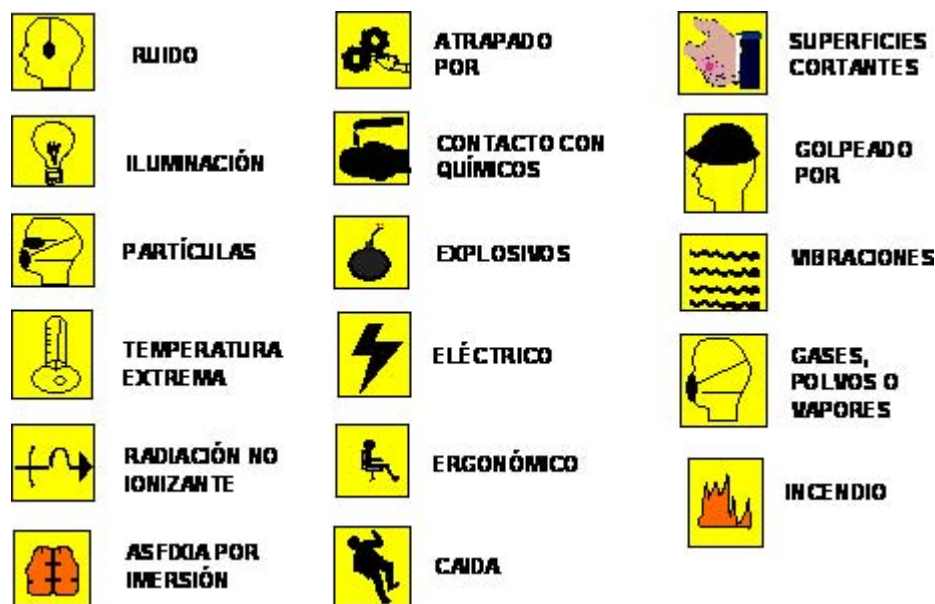 RUIDO
ILUMINACIÓN
PARTÍCULAS
TEMPERATURA
EXTREMA
RADIACIÓN NO
IONIZANTE
ASFIXIA POR
IMERSIÓN
ATRAPADO
POR
CONTACTO CON
QUÍMICOS
EXPLOSIVOS
ELÉCTRICO
ERGONÓMICO
CAIDA
SUPERFICIES
CORTANTES
GOLPEADO
POR
VIBRACIONES
GASES,
POLVOS O
VAPORES
INCENDIO